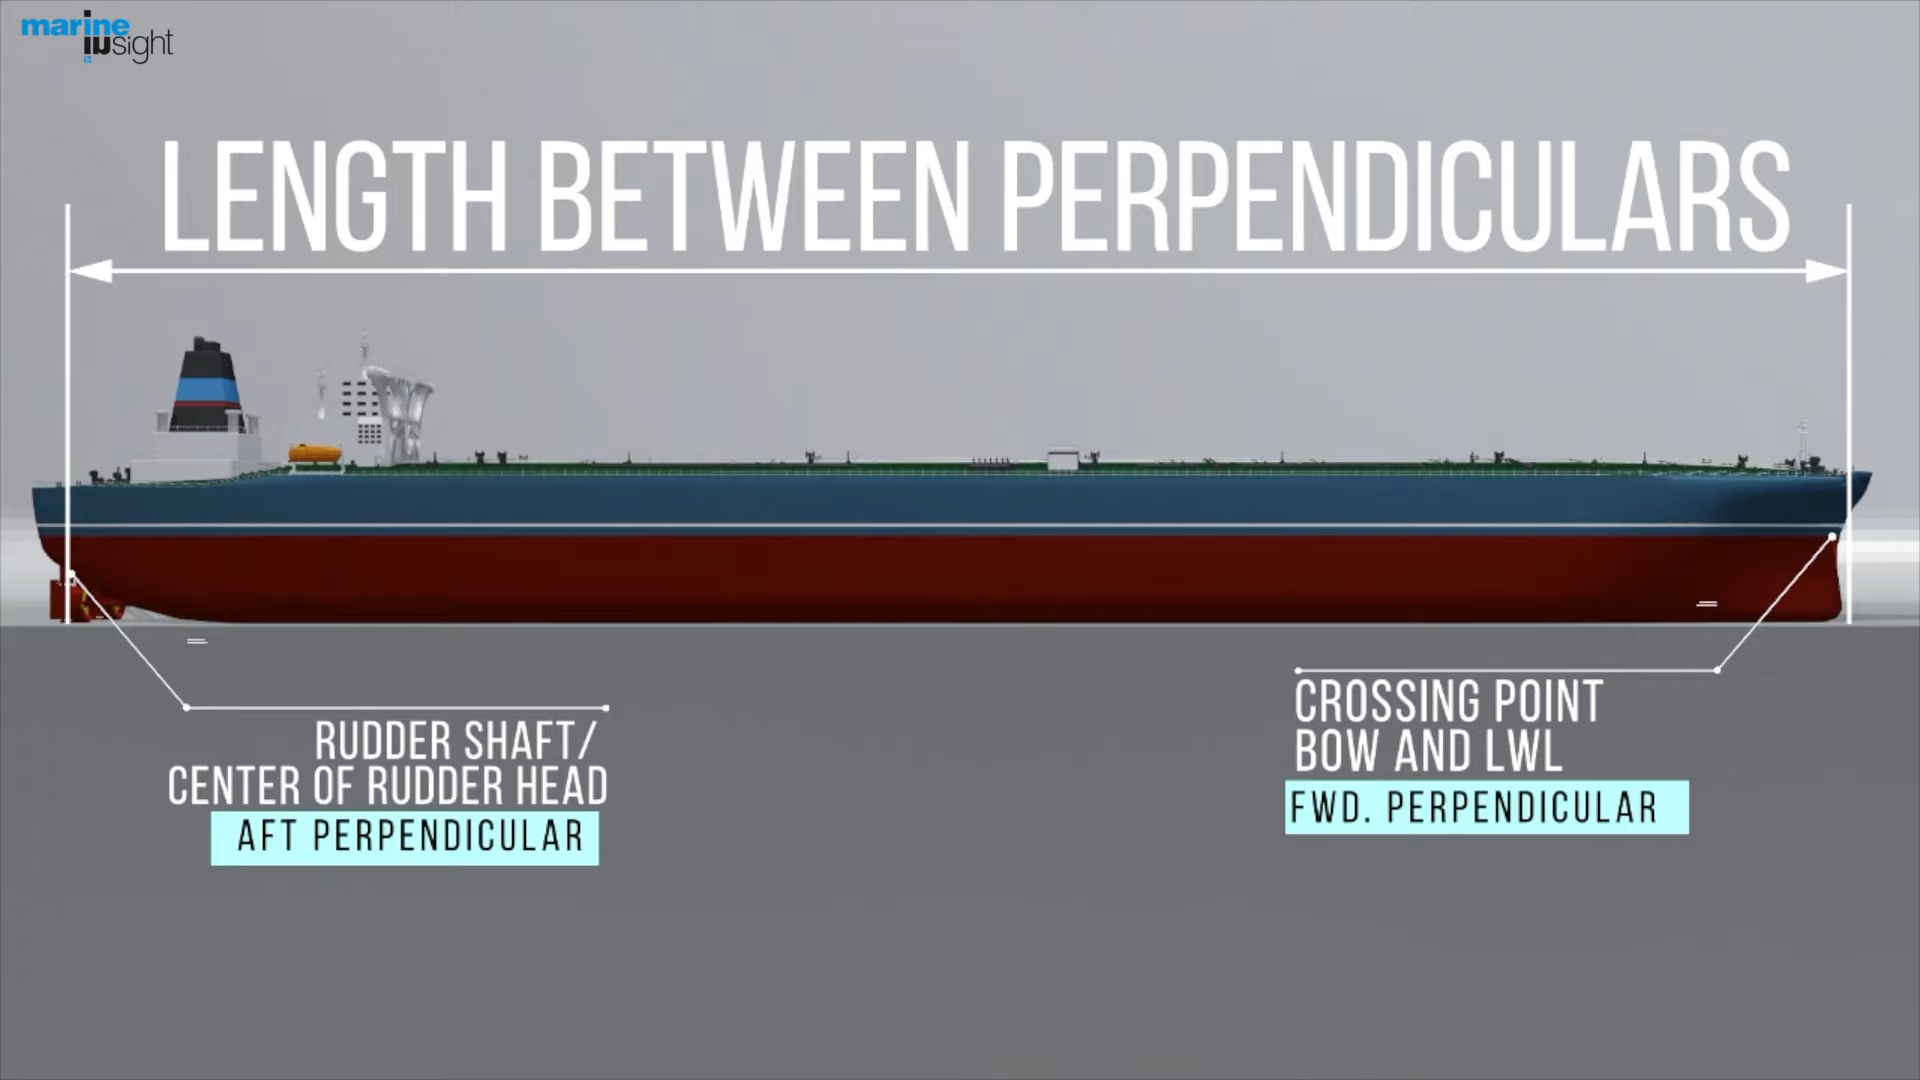 marine
insight
LENGTH BETWEEN PERPENDICULARS
RUDDER SHAFT/
CENTER OF RUDDER HEAD
AFT PERPENDICULAR
CROSSING POINT
BOW AND LWL
FWD. PERPENDICULAR